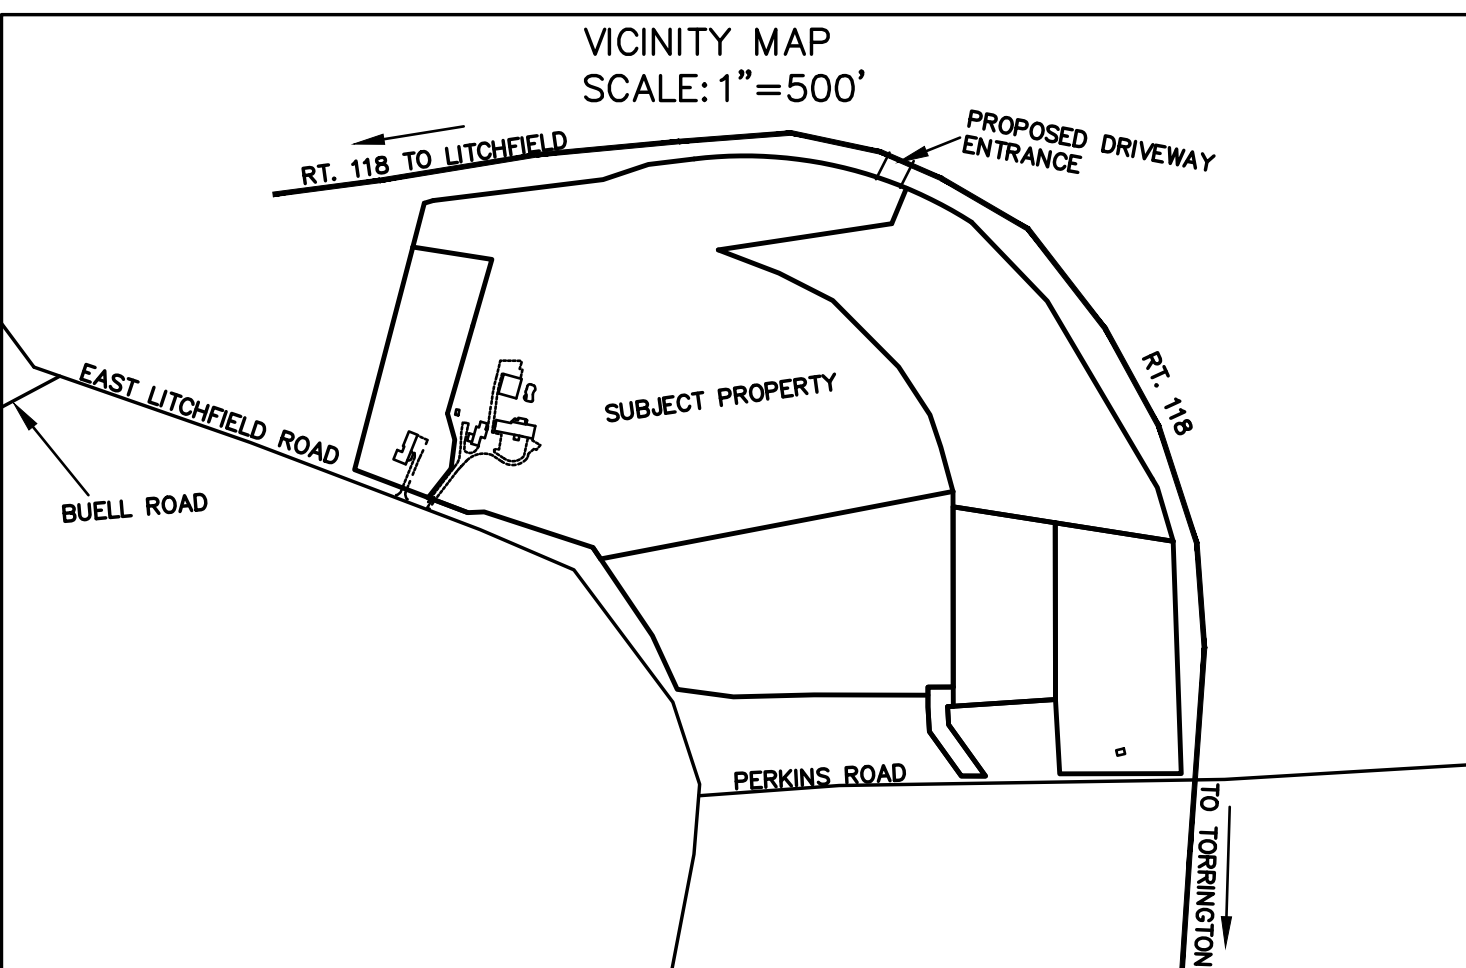 VICINITY MAP
SCALE: 1"=500'
RT. 118 TO LITCHFIELD
PROPOSED DRIVEWAY
ENTRANCE
RT. 118
EAST LITCHFIELD ROAD
SUBJECT PROPERTY
BUELL ROAD
PERKINS ROAD
TO TORRINGTON